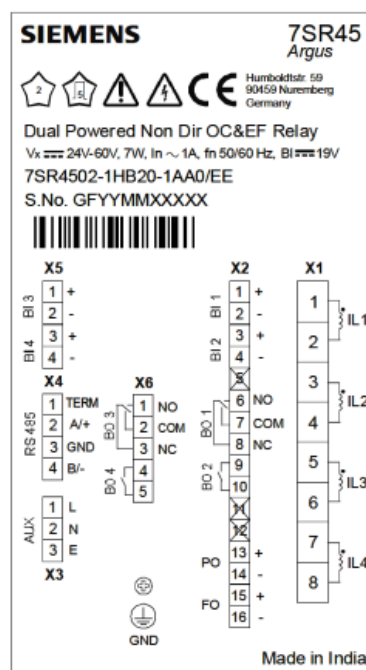 SIEMENS
7SR45
Argus
2
5
CE
Humboldtstr. 59
90459 Nuremberg
Germany
Dual Powered Non Dir OC&EF Relay
Vx ⎓ 24V-60V, 7W, In ∼ 1A, fn 50/60 Hz, BI ⎓ 19V
7SR4502-1HB20-1AA0/EE
S.No. GFYYMMXXXXX
X5
BI 3
1 +
2 -
BI 4
3 +
4 -
X4
RS 485
1 TERM
2 A/+
3 GND
4 B/-
AUX
1 L
2 N
3 E
X3
X6
BO 3
1 NO
2 COM
3 NC
BO 4
4
5
GND
X2
BI 1
1 +
2 -
BI 2
3 +
4 -
5
BO 1
6 NO
7 COM
8 NC
BO 2
9
10
11
12
PO
13 +
14 -
FO
15 +
16 -
X1
1
2
IL1
3
4
IL2
5
6
IL3
7
8
IL4
Made in India